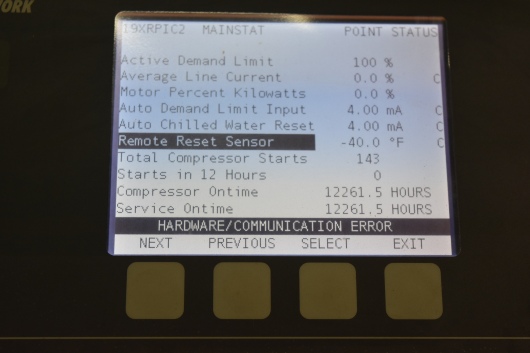 19XRPIC2 MAINSTAT POINT STATUS
Active Demand Limit 100 %
Average Line Current 0.0 % C
Motor Percent Kilowatts 0.0 %
Auto Demand Limit Input 4.00 mA C
Auto Chilled Water Reset 4.00 mA C
Remote Reset Sensor -40.0 °F C
Total Compressor Starts 143
Starts in 12 Hours 0
Compressor Ontime 12261.5 HOURS
Service Ontime 12261.5 HOURS
HARDWARE/COMMUNICATION ERROR
NEXT PREVIOUS SELECT EXIT